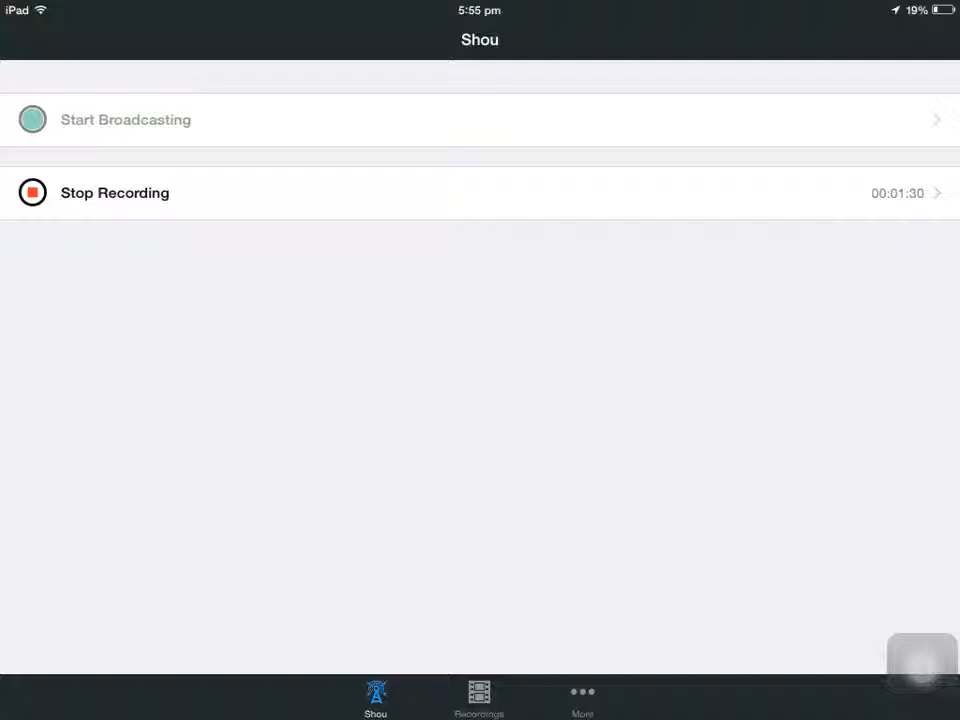 iPad 5:55 pm 19%
Shou
Start Broadcasting
Stop Recording 00:01:30
Shou Recordings More